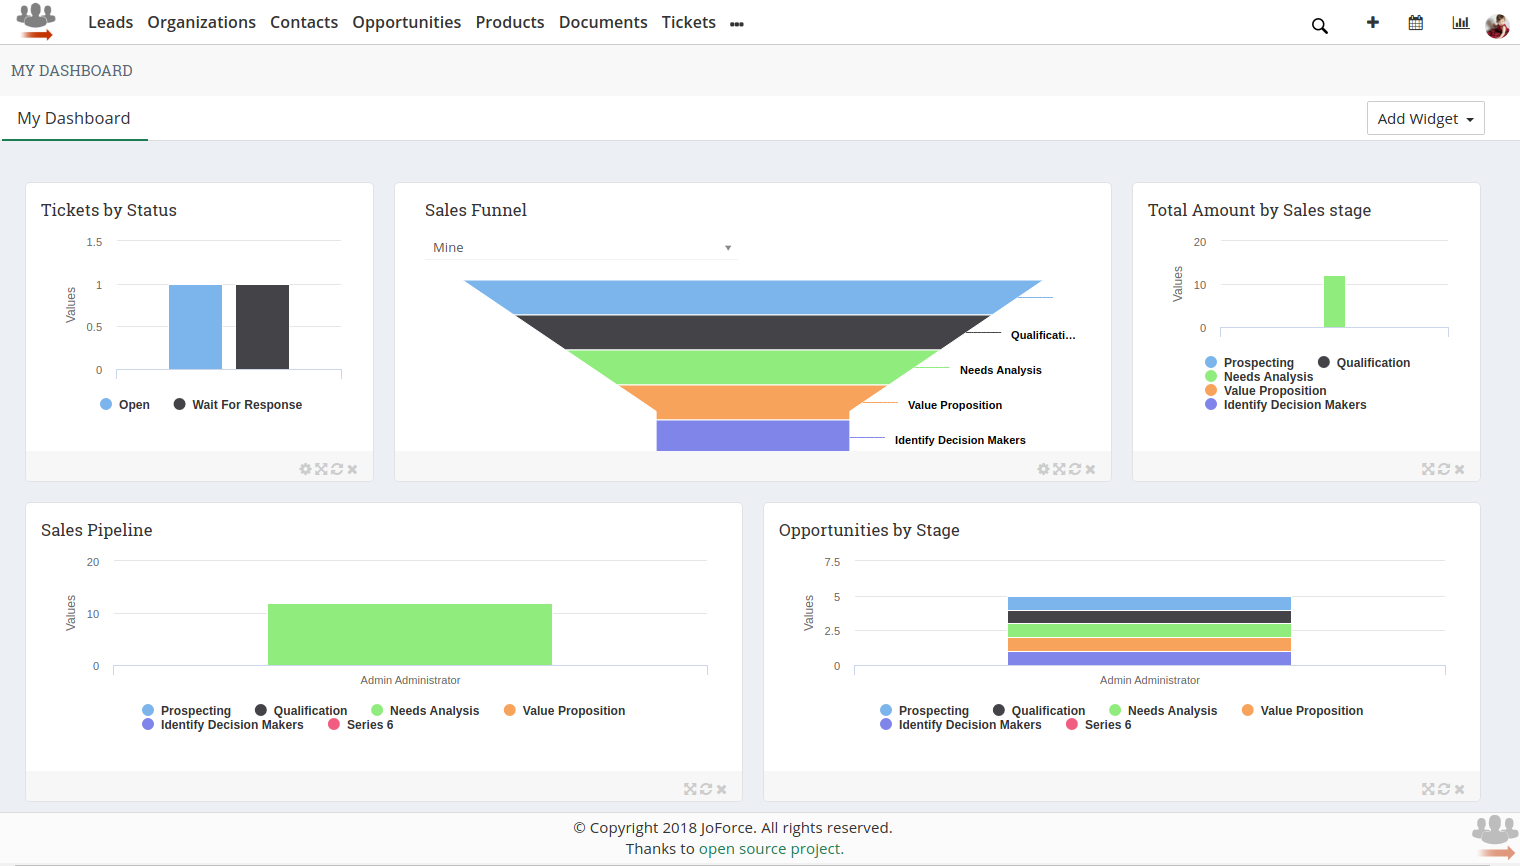 Leads Organizations Contacts Opportunities Products Documents Tickets
MY DASHBOARD
My Dashboard
Add Widget
Tickets by Status
1.5
1
0.5
0
Values
Open Wait For Response
Sales Funnel
Mine
Qualificati...
Needs Analysis
Value Proposition
Identify Decision Makers
Total Amount by Sales stage
20
10
0
Values
Prospecting Qualification
Needs Analysis
Value Proposition
Identify Decision Makers
Sales Pipeline
20
10
0
Values
Admin Administrator
Prospecting Qualification Needs Analysis Value Proposition
Identify Decision Makers Series 6
Opportunities by Stage
7.5
5
2.5
0
Values
Admin Administrator
Prospecting Qualification Needs Analysis Value Proposition
Identify Decision Makers Series 6
© Copyright 2018 JoForce. All rights reserved.
Thanks to open source project.